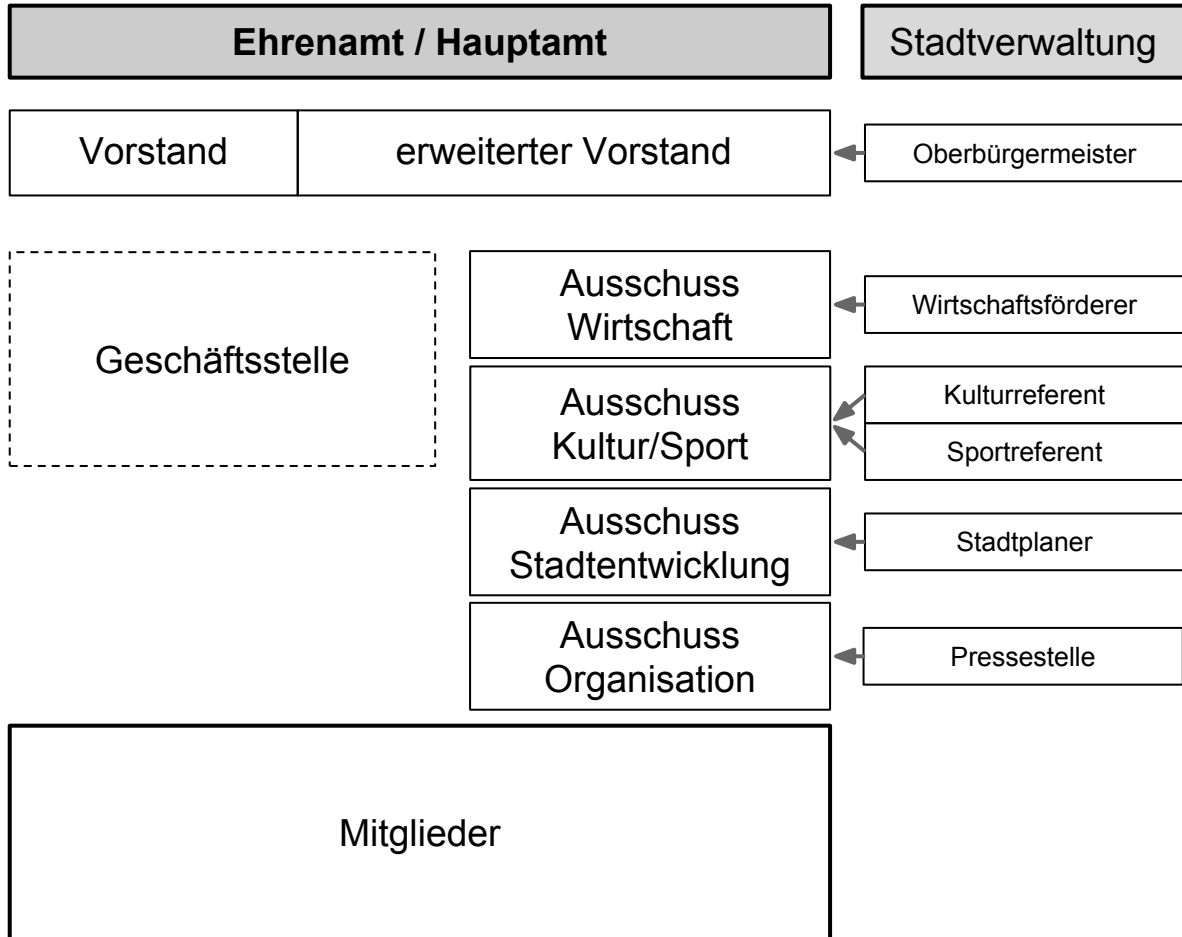 Ehrenamt / Hauptamt
Stadtverwaltung
Vorstand
erweiterter Vorstand
Oberbürgermeister
Geschäftsstelle
Ausschuss
Wirtschaft
Wirtschaftsförderer
Ausschuss
Kultur/Sport
Kulturreferent
Sportreferent
Ausschuss
Stadtentwicklung
Stadtplaner
Ausschuss
Organisation
Pressestelle
Mitglieder